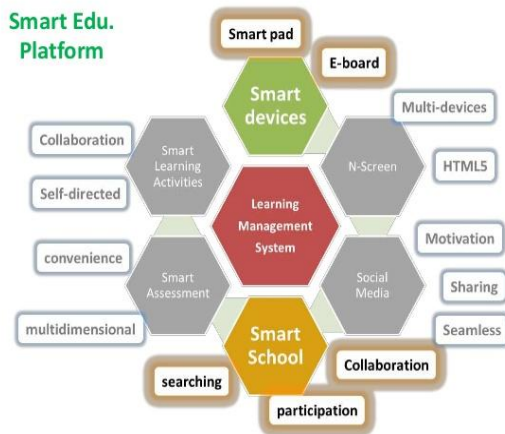 Smart Edu.
Platform
Smart pad
E-board
Smart
devices
Multi-devices
Collaboration
Smart
Learning
Activities
N-Screen
HTML5
Self-directed
Learning
Management
System
Motivation
convenience
Smart
Assessment
Social
Media
Sharing
multidimensional
Smart
School
Seamless
Collaboration
searching
participation